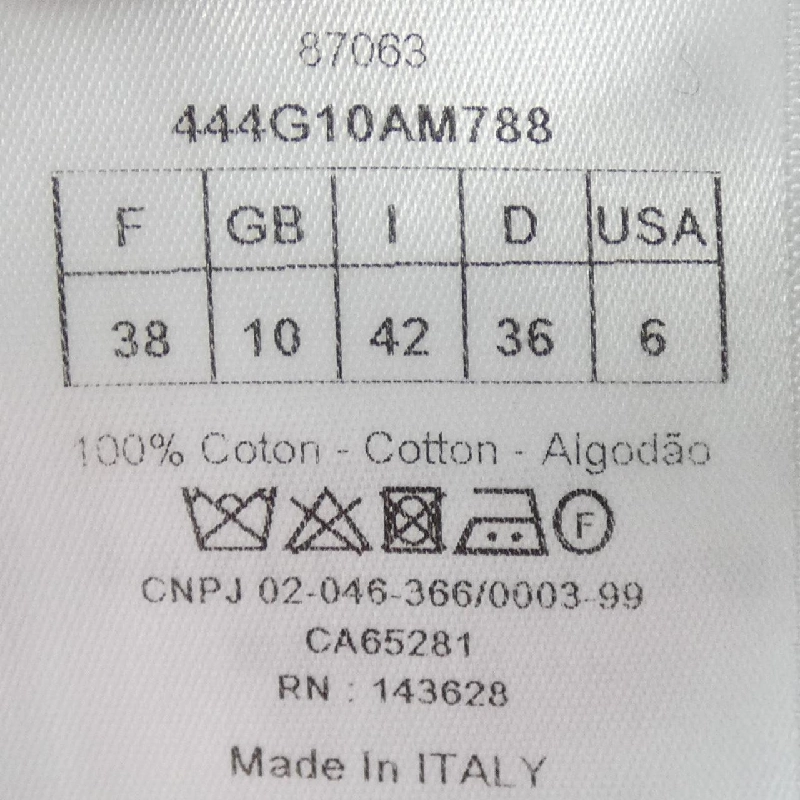 87063
444G10AM788
F GB I D USA
38 10 42 36 6
100% Coton - Cotton - Algodão
F
CNPJ 02-046-366/0003-99
CA65281
RN : 143628
Made In ITALY